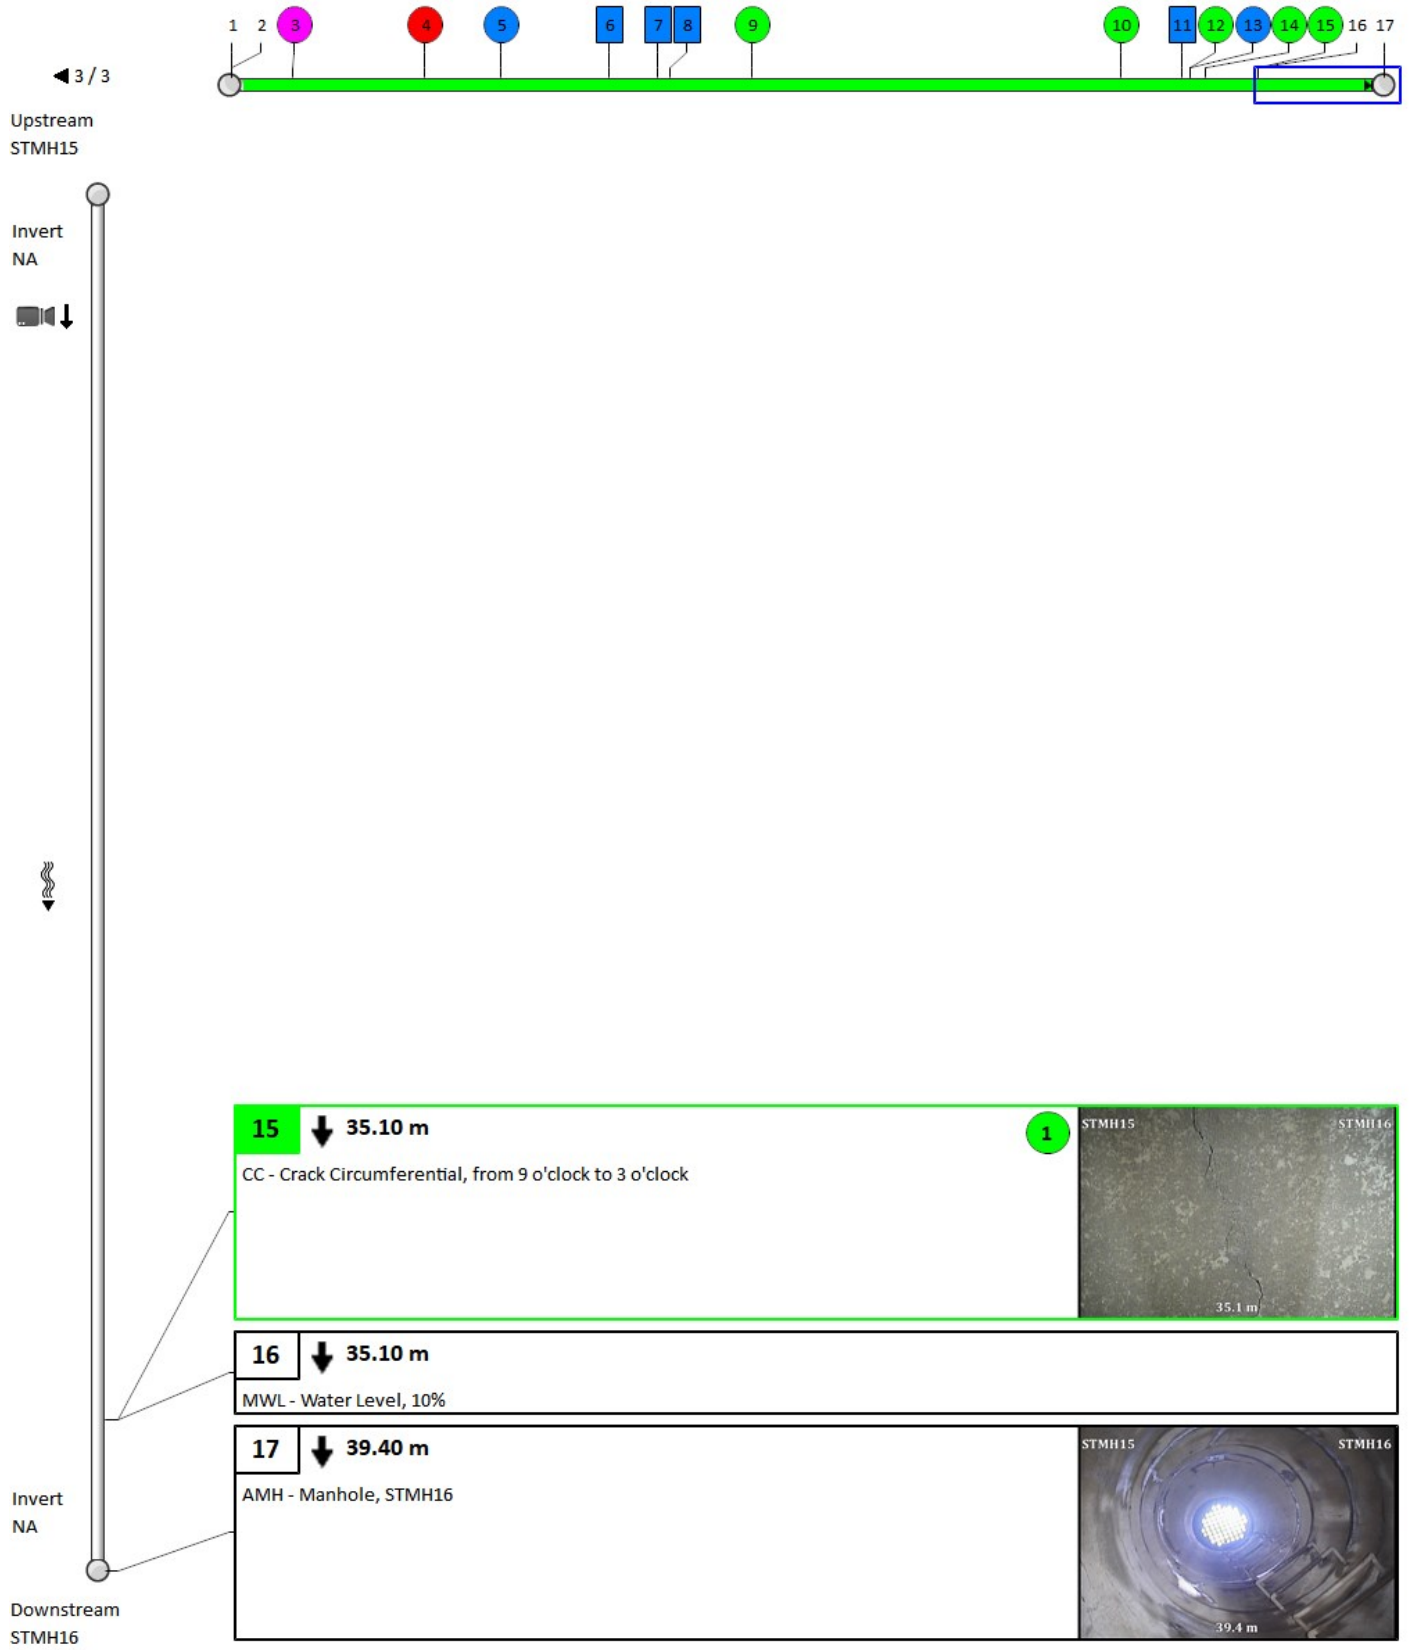 1 2 3 4 5 6 7 8 9 10 11 12 13 14 15 16 17
3 / 3
Upstream
STMH15
Invert
NA
15 35.10 m 1
CC - Crack Circumferential, from 9 o'clock to 3 o'clock
STMH15 STMH16
35.1 m
16 35.10 m
MWL - Water Level, 10%
17 39.40 m
AMH - Manhole, STMH16
STMH15 STMH16
39.4 m
Invert
NA
Downstream
STMH16